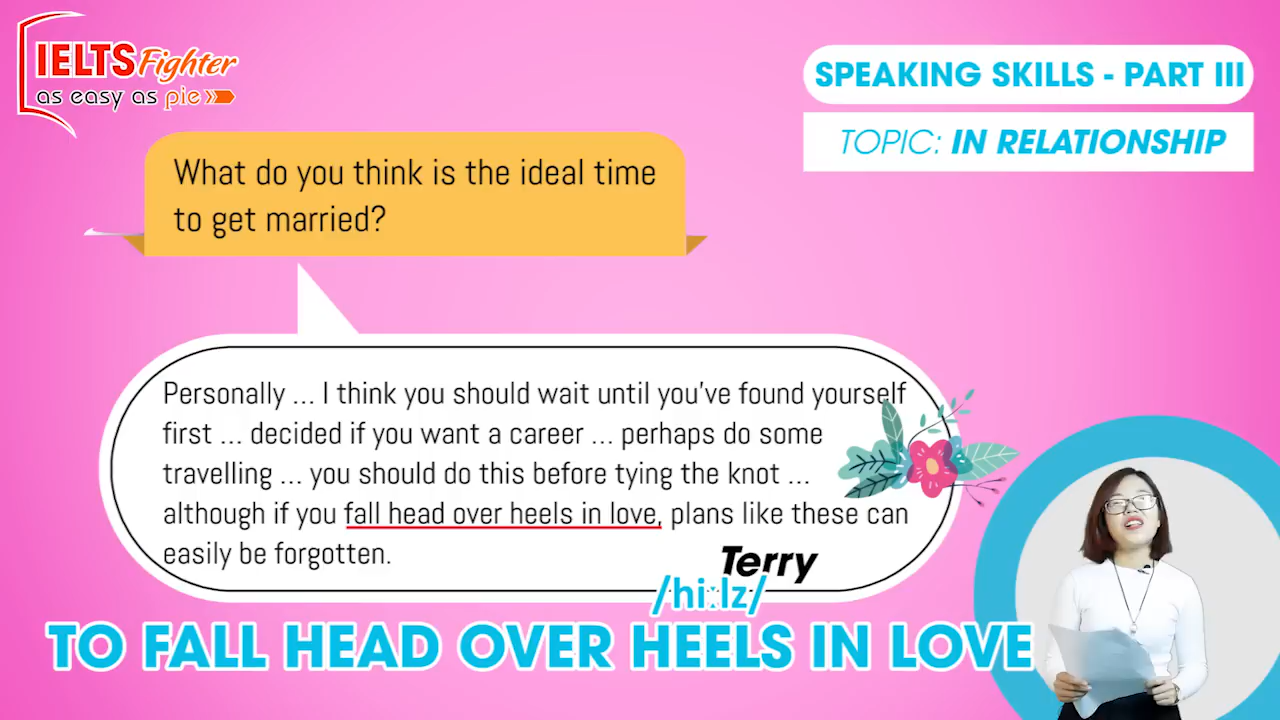 IELTS Fighter
as easy as pie
SPEAKING SKILLS - PART III
TOPIC: IN RELATIONSHIP
What do you think is the ideal time
to get married?
Personally ... I think you should wait until you've found yourself
first ... decided if you want a career ... perhaps do some
travelling ... you should do this before tying the knot ...
although if you fall head over heels in love, plans like these can
easily be forgotten.
Terry
/hi:lz/
TO FALL HEAD OVER HEELS IN LOVE